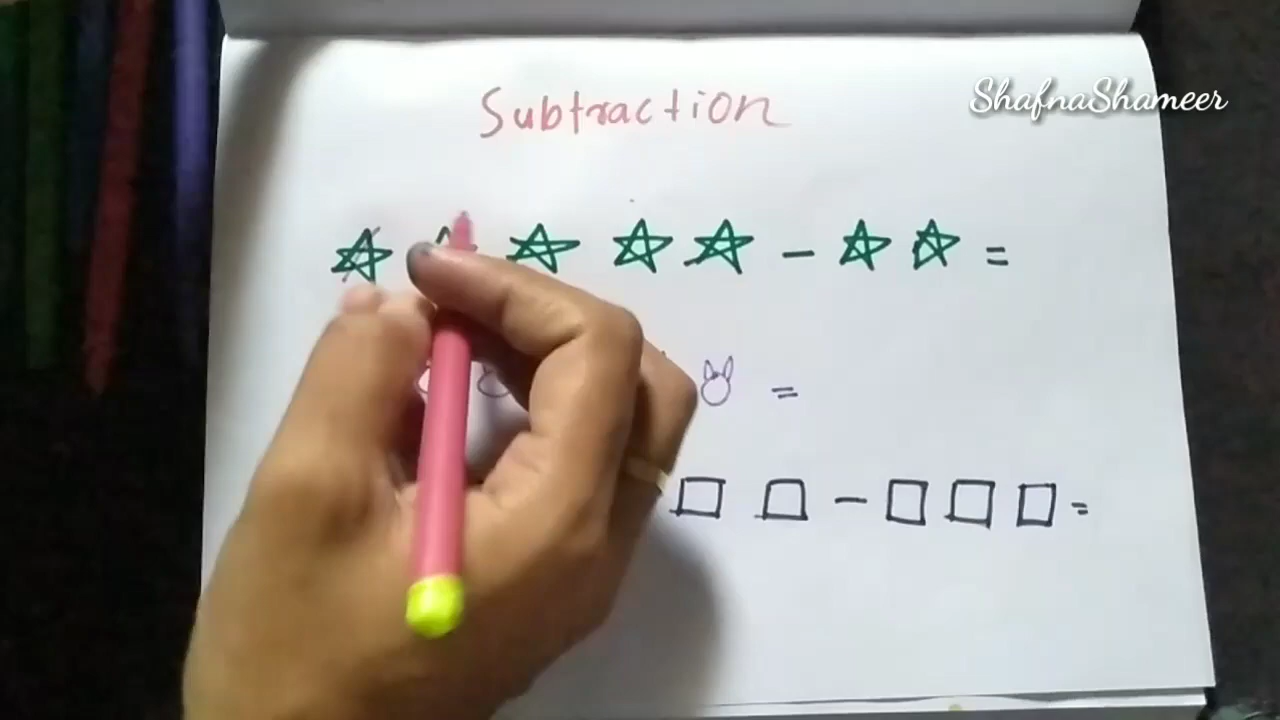 Subtraction
ShafnaShameer
- =
=
- =